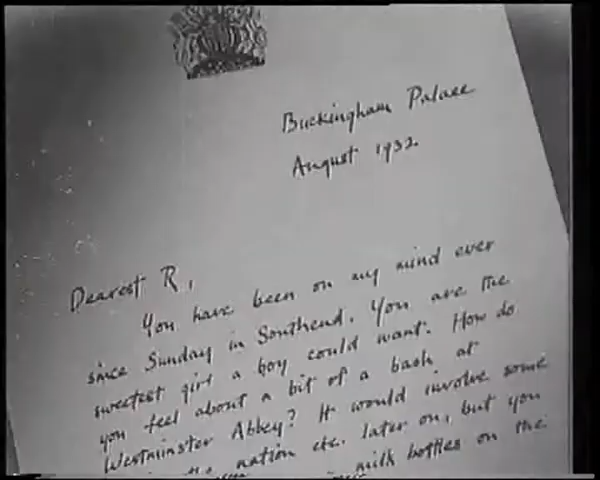 Buckingham Palace
August 1932.
Dearest R,
You have been on my mind ever
since Sunday in Southend. You are the
sweetest girl a boy could want. How do
you feel about a bit of a bash at
Westminster Abbey? It would involve some
the nation etc. later on, but you
milk bottles on the